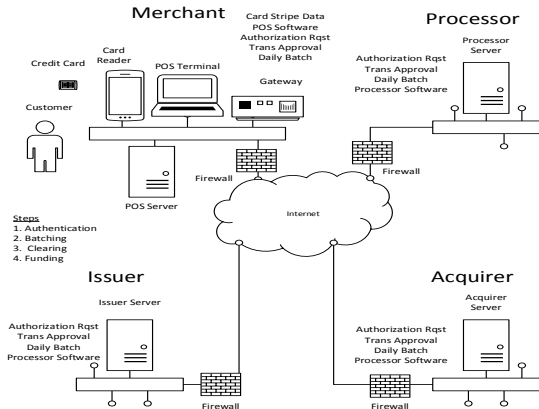 Merchant
Card Stripe Data
POS Software
Authorization Rqst
Trans Approval
Daily Batch
Card
Reader
Credit Card
POS Terminal
Gateway
Customer
Firewall
POS Server
Processor
Processor
Server
Authorization Rqst
Trans Approval
Daily Batch
Processor Software
Firewall
Internet
Steps
1. Authentication
2. Batching
3. Clearing
4. Funding
Issuer
Issuer Server
Authorization Rqst
Trans Approval
Daily Batch
Processor Software
Firewall
Acquirer
Acquirer
Server
Authorization Rqst
Trans Approval
Daily Batch
Processor Software
Firewall